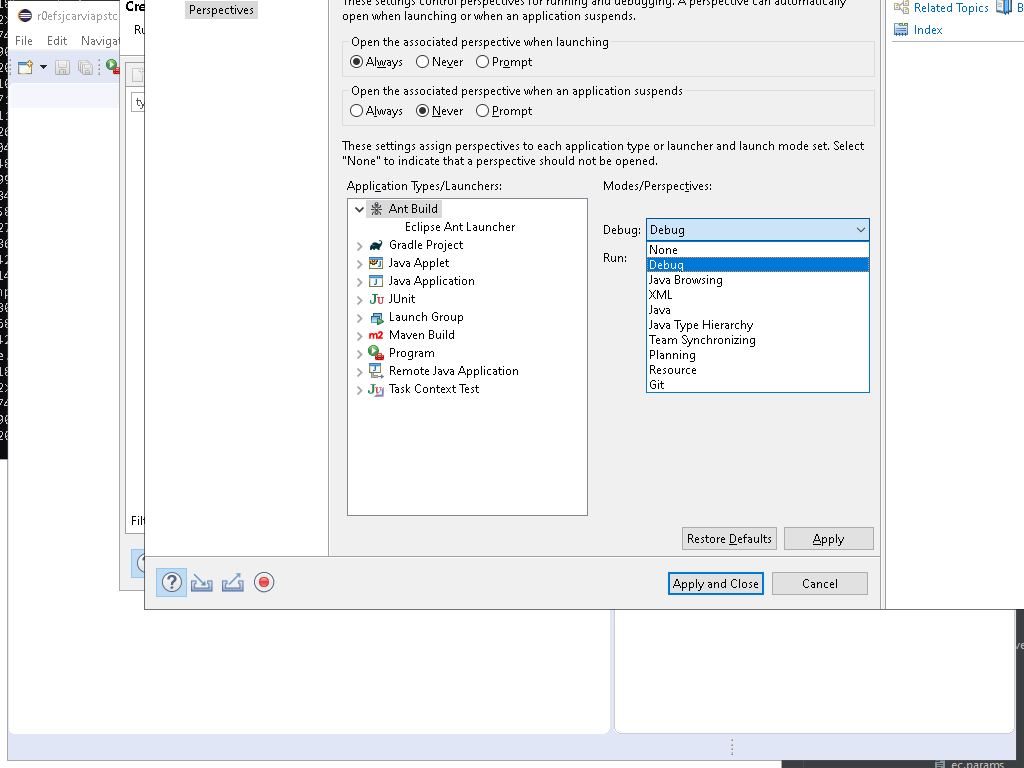 r0efsjcarviapstc
File Edit Navigat
Cre
Ru
ty
Filt
Perspectives
These settings control perspectives for running and debugging. A perspective can automatically
open when launching or when an application suspends.
Open the associated perspective when launching
Always Never Prompt
Open the associated perspective when an application suspends
Always Never Prompt
These settings assign perspectives to each application type or launcher and launch mode set. Select
"None" to indicate that a perspective should not be opened.
Application Types/Launchers:
Ant Build
Eclipse Ant Launcher
Gradle Project
Java Applet
Java Application
JUnit
Launch Group
Maven Build
Program
Remote Java Application
Task Context Test
Modes/Perspectives:
Debug: Debug
Run:
None
Debug
Java Browsing
XML
Java
Java Type Hierarchy
Team Synchronizing
Planning
Resource
Git
Restore Defaults Apply
Apply and Close Cancel
Related Topics B
Index
ec.params